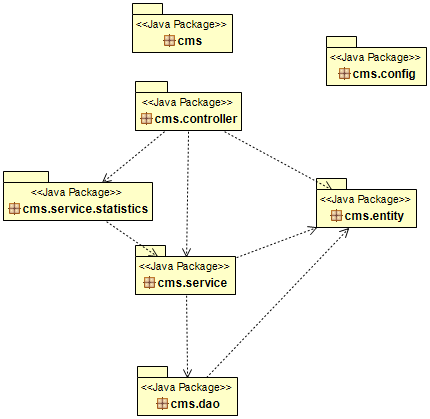 <<Java Package>>
cms
<<Java Package>>
cms.config
<<Java Package>>
cms.controller
<<Java Package>>
cms.service.statistics
<<Java Package>>
cms.entity
<<Java Package>>
cms.service
<<Java Package>>
cms.dao